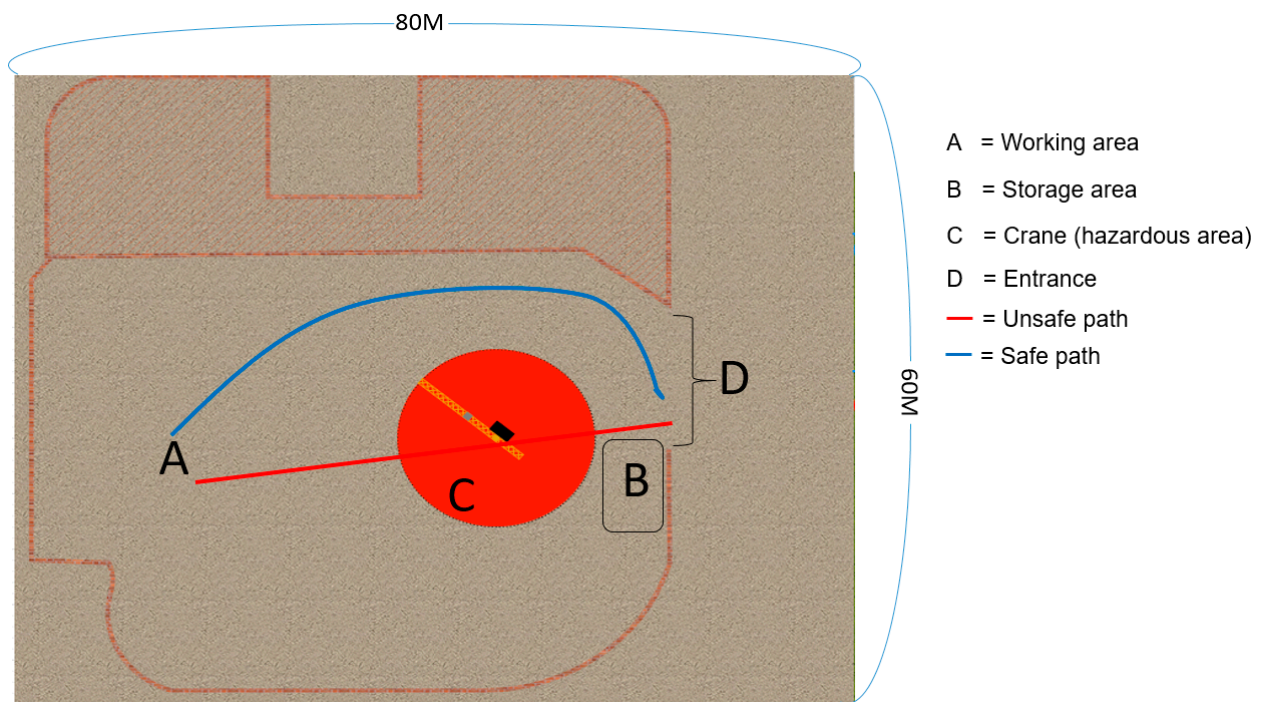 80M
A = Working area
B = Storage area
C = Crane (hazardous area)
D = Entrance
= Unsafe path
= Safe path
D
60M
A
B
C